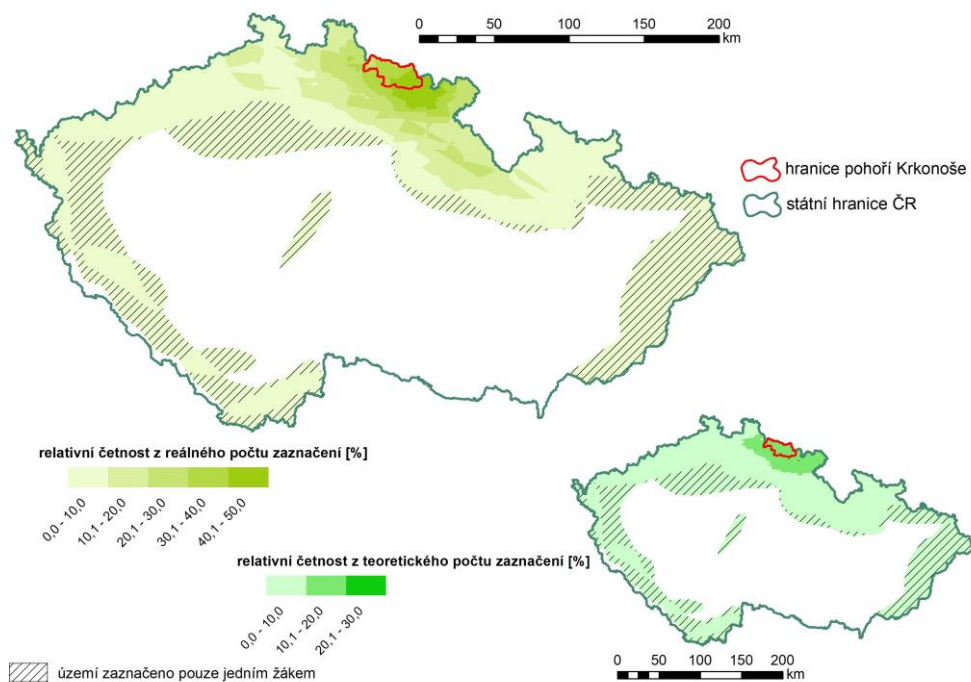 0 50 100 150 200
km
hranice pohoří Krkonoše
státní hranice ČR
relativní četnost z reálného počtu zaznačení [%]
0,0 - 10,0
10,1 - 20,0
20,1 - 30,0
30,1 - 40,0
40,1 - 50,0
relativní četnost z teoretického počtu zaznačení [%]
0,0 - 10,0
10,1 - 20,0
20,1 - 30,0
území zaznačeno pouze jedním žákem
0 50 100 150 200
km